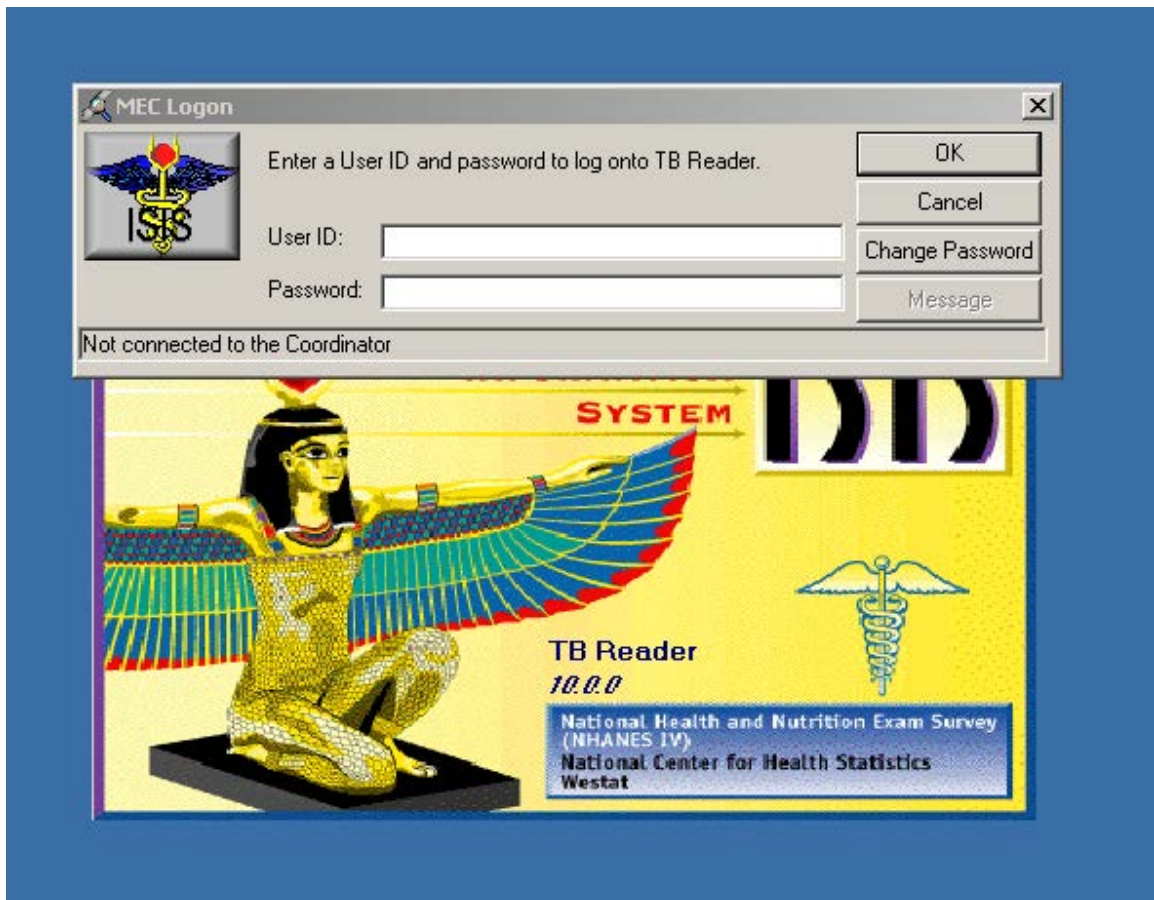 MEC Logon
ISIS
Enter a User ID and password to log onto TB Reader.
User ID:
Password:
OK
Cancel
Change Password
Message
Not connected to the Coordinator
SYSTEM
TB Reader
10.0.0
National Health and Nutrition Exam Survey
(NHANES IV)
National Center for Health Statistics
Westat